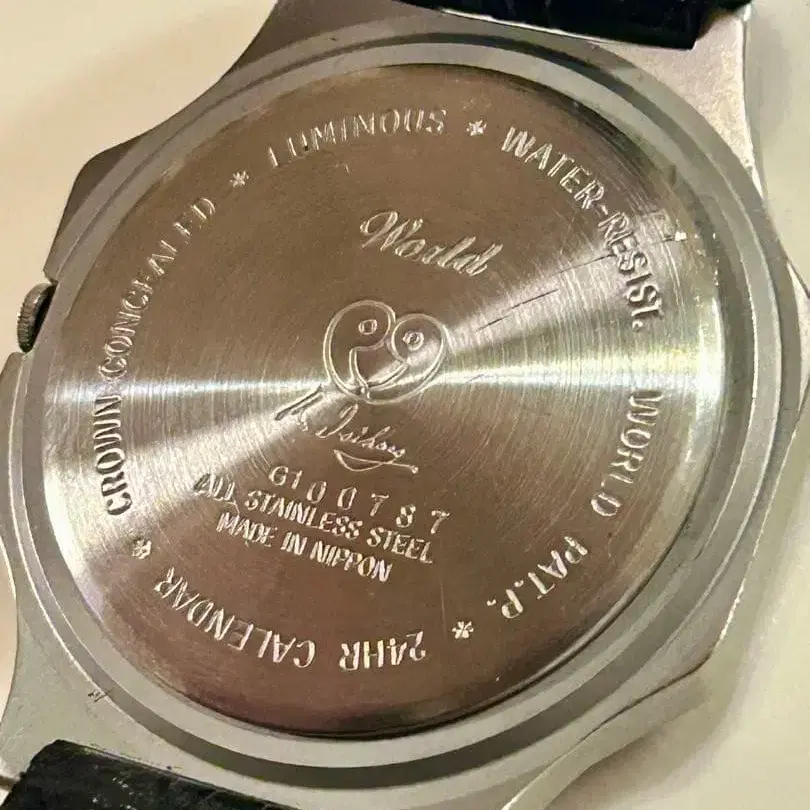 CROWN CONCEALED * LUMINOUS * WATER-RESIST. WORLD PAT.P. * 24HR CALENDAR *
World
G100787
ALL STAINLESS STEEL
MADE IN NIPPON